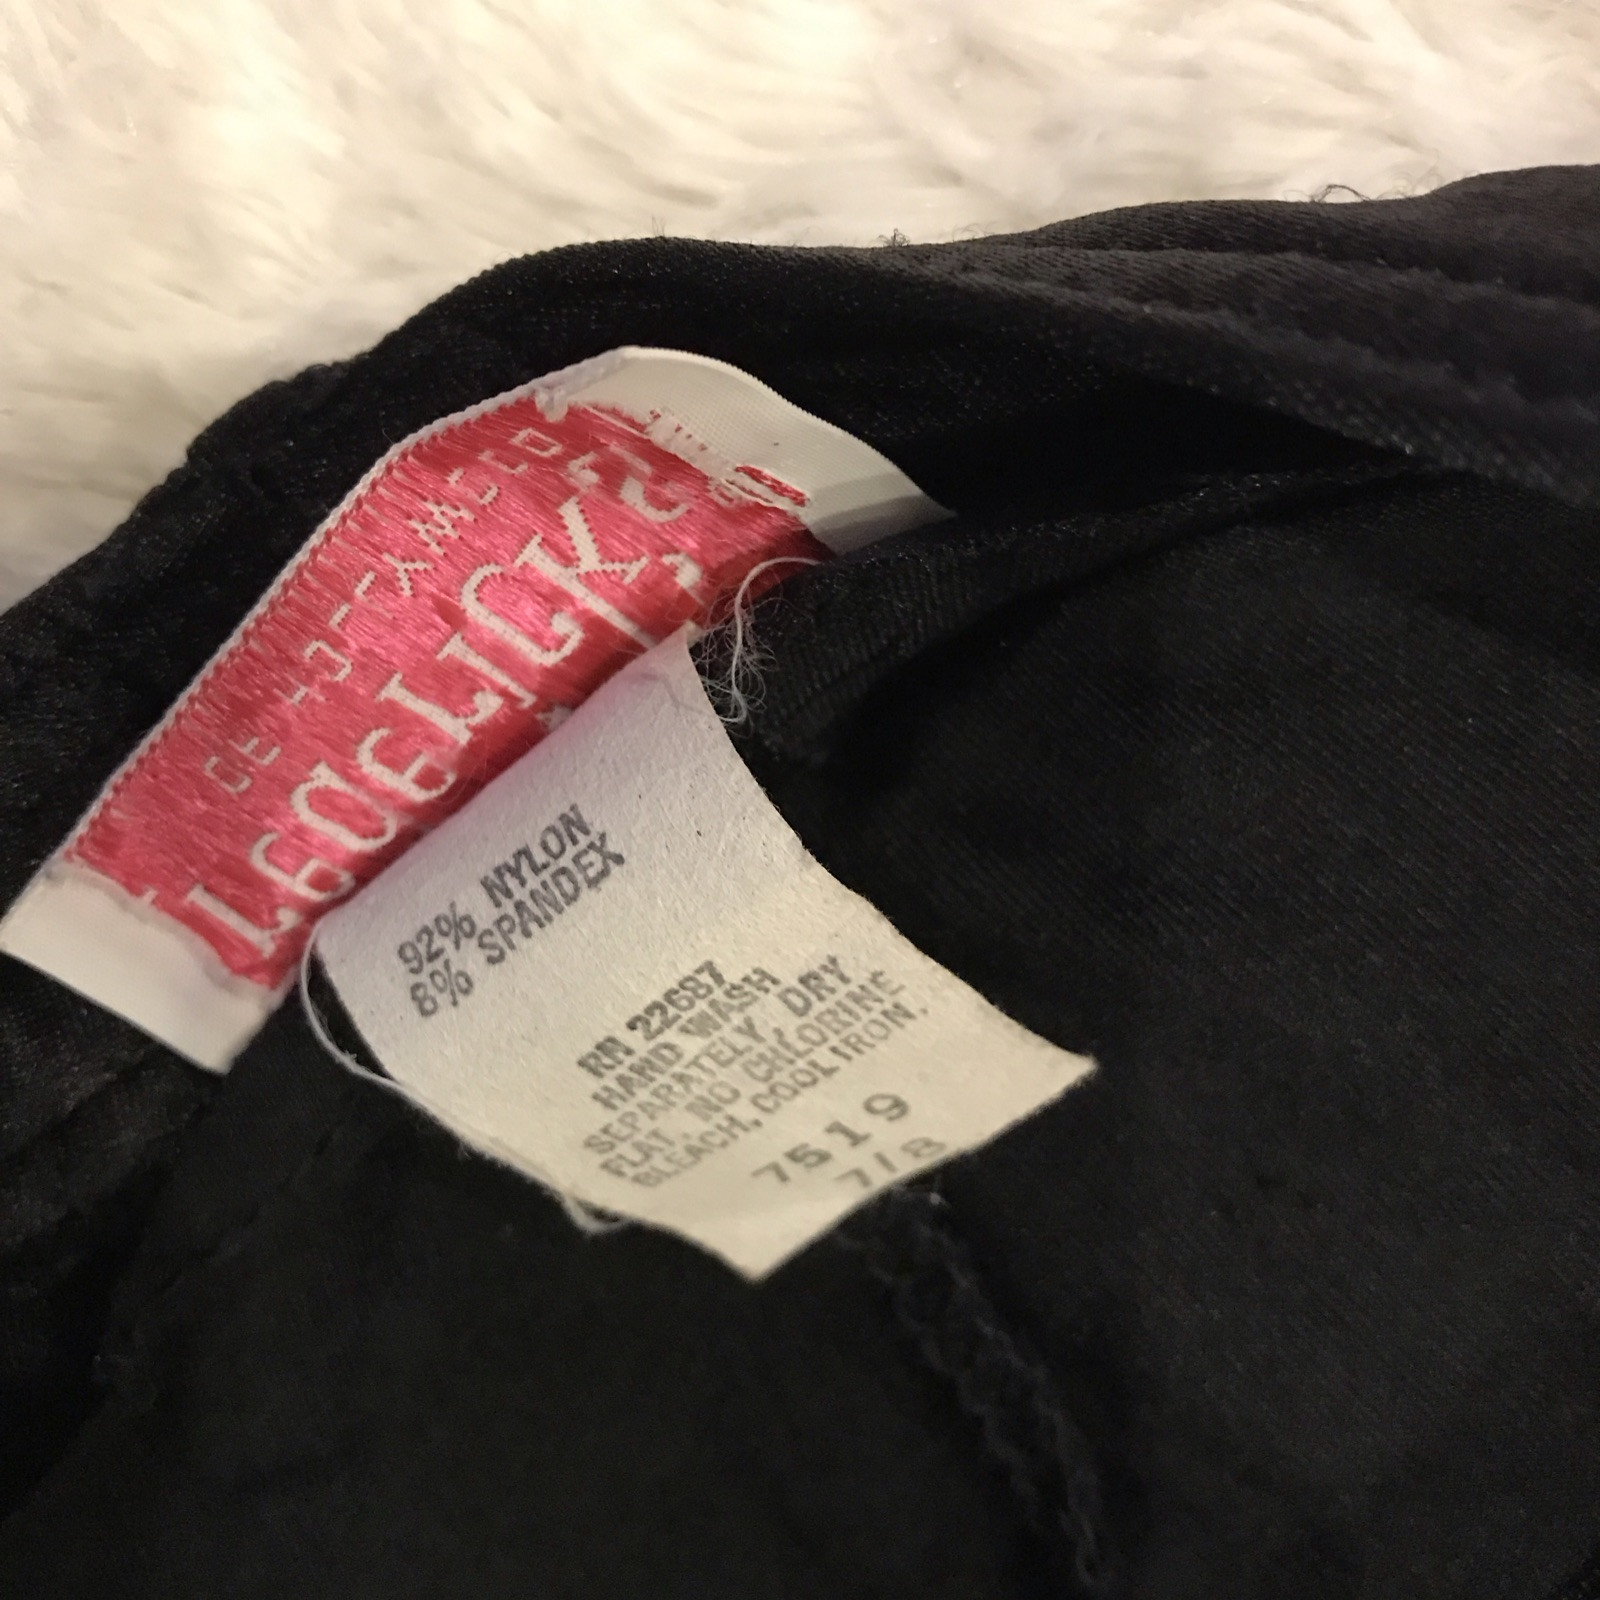 92% NYLON
8% SPANDEX
RN 22687
HAND WASH
SEPARATELY, DRY
FLAT. NO CHLORINE
BLEACH, COOL IRON.
7519
7/8